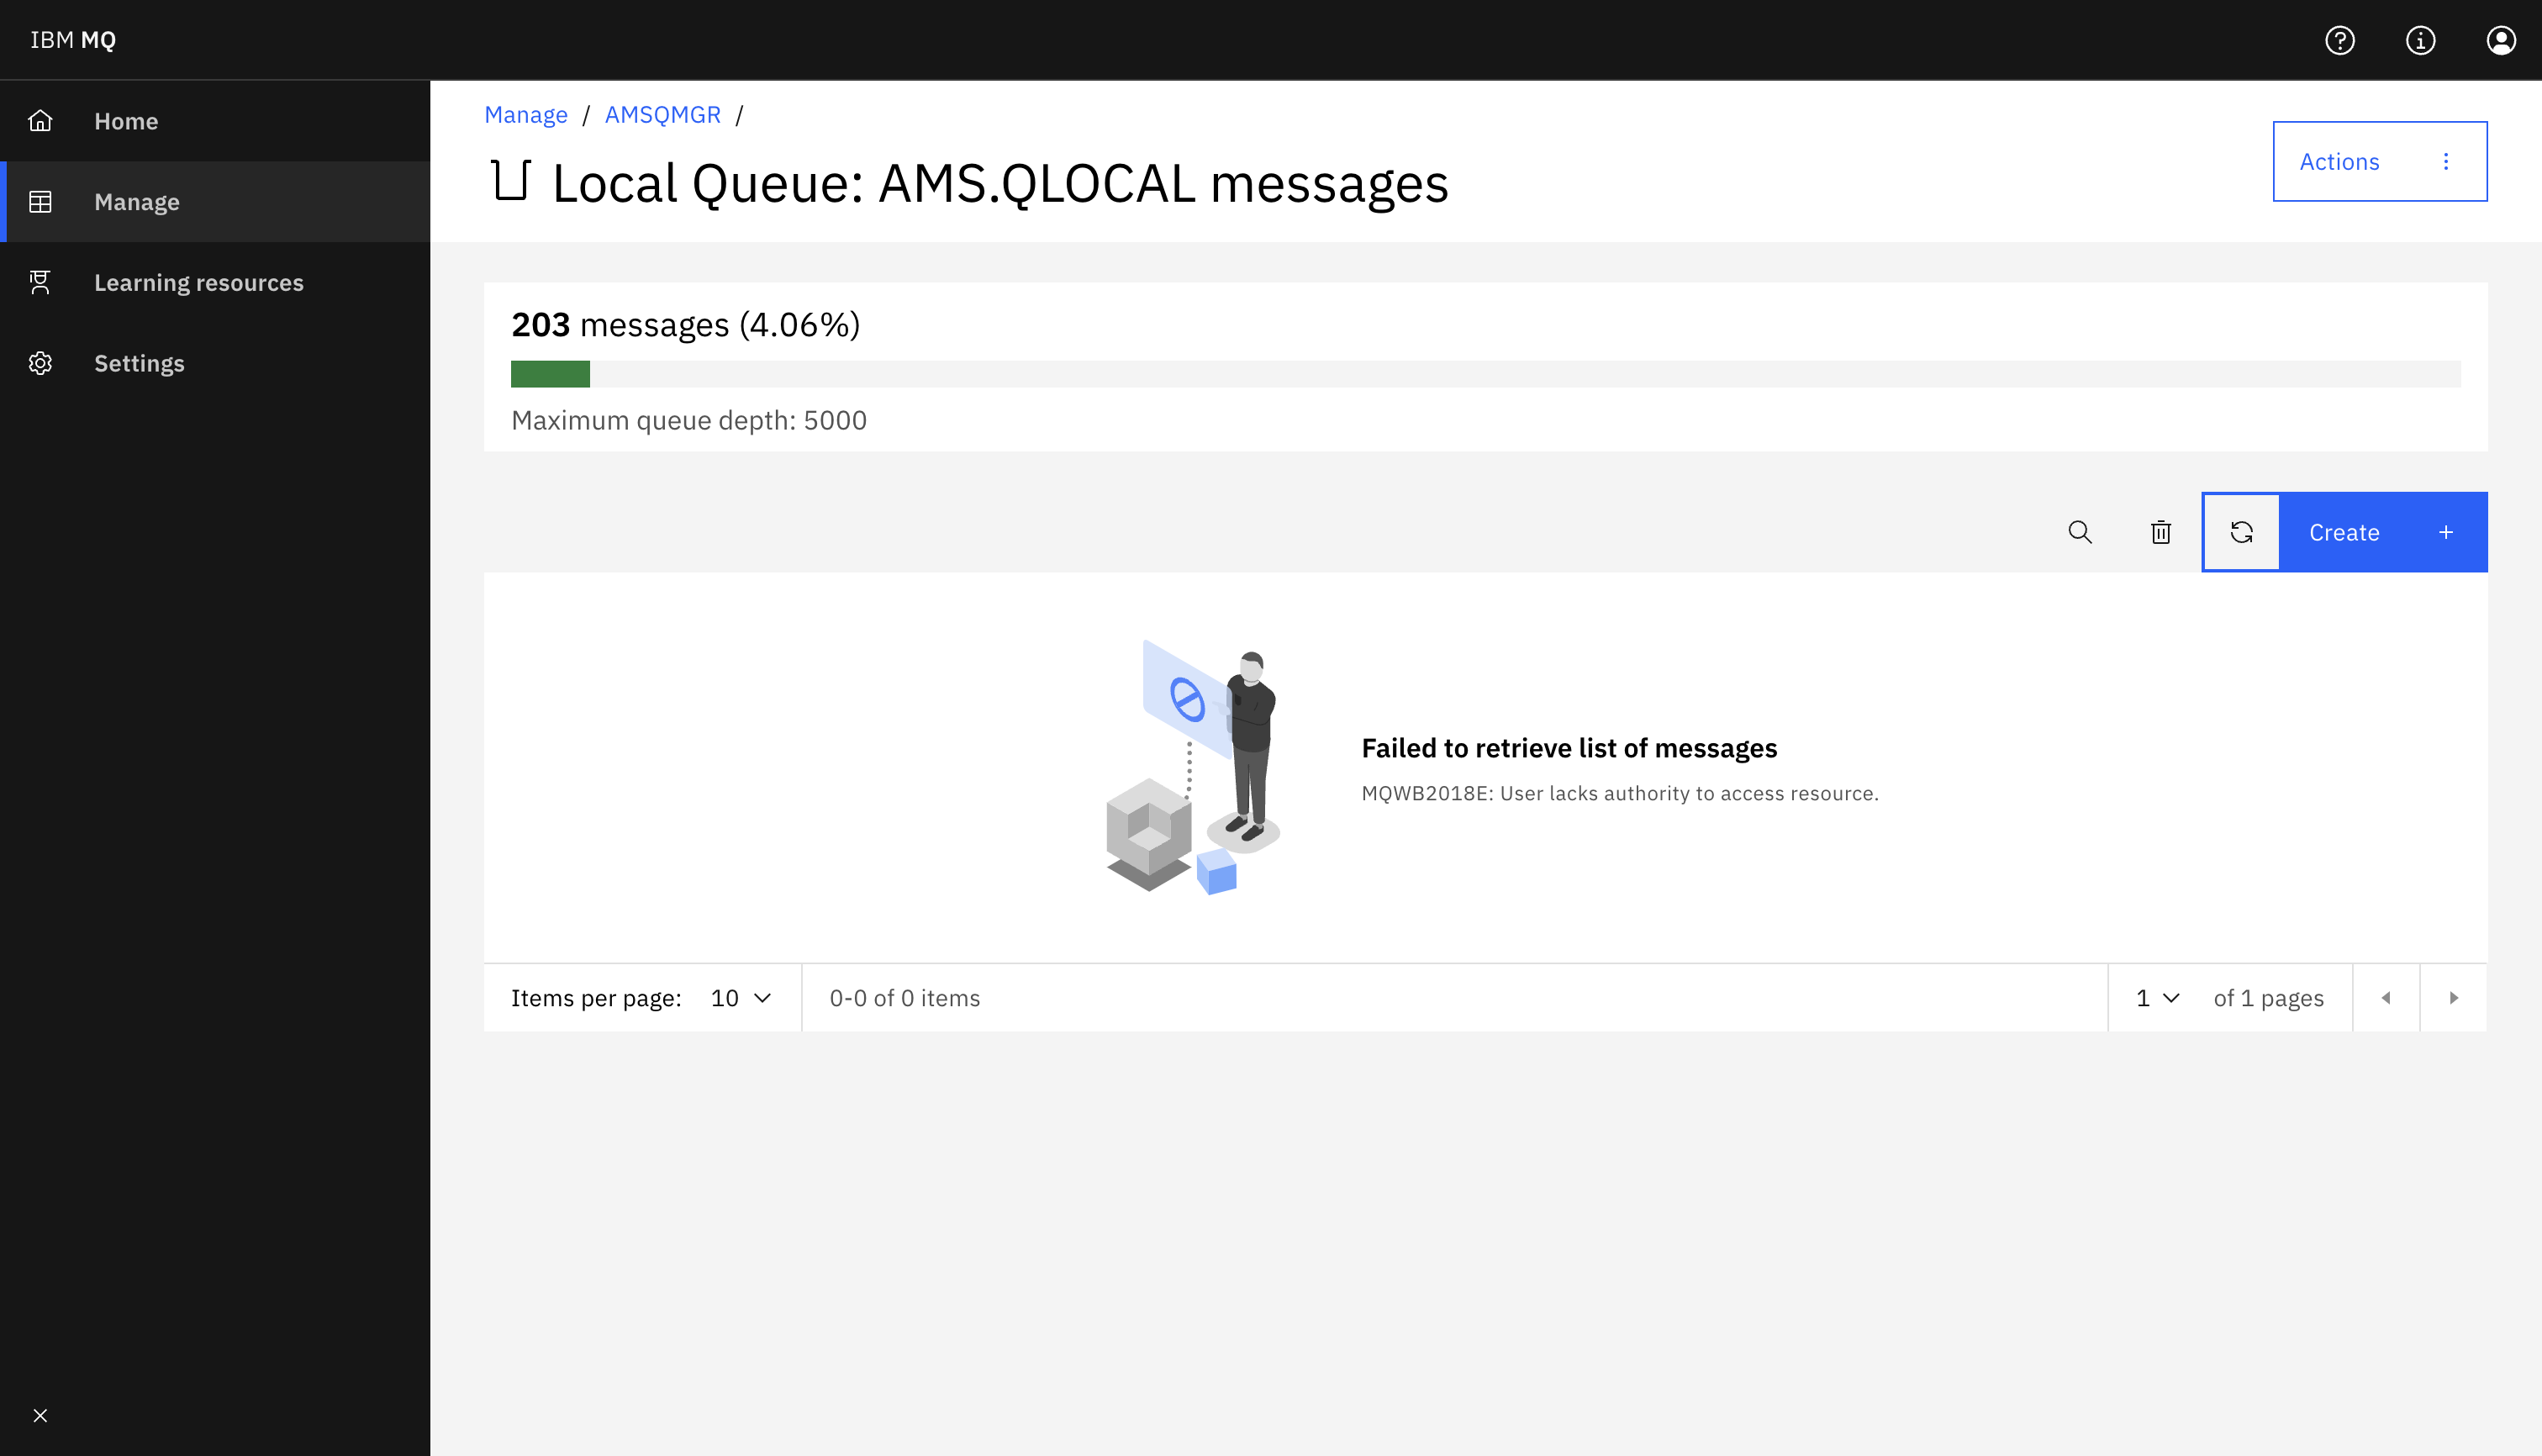 IBM MQ
Home
Manage
Learning resources
Settings
Manage / AMSQMGR /
Local Queue: AMS.QLOCAL messages
Actions
203 messages (4.06%)
Maximum queue depth: 5000
Create +
Failed to retrieve list of messages
MQWB2018E: User lacks authority to access resource.
Items per page: 10
0-0 of 0 items
1 of 1 pages